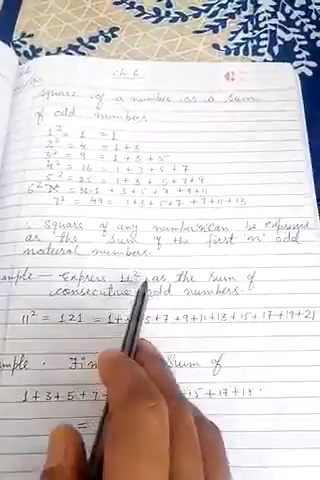 Ch-6
square of a number as a sum
of odd numbers
1² = 1 = 1
2² = 4 = 1+3
3² = 9 = 1+3+5
4² = 16 = 1+3+5+7
5² = 25 = 1+3+5+7+9
6² = 36 = 1+3+5+7+9+11
7² = 49 = 1+3+5+7+9+11+13
∴ Square of any number 'n' can be expressed
as the sum of the first 'n' odd
natural numbers.
ample - Express 11² as the sum of
consecutive odd numbers.
11² = 121 = 1+3+5+7+9+11+13+15+17+19+21
mple. Fin sum of
1+3+5+7+ 15+17+19.
=